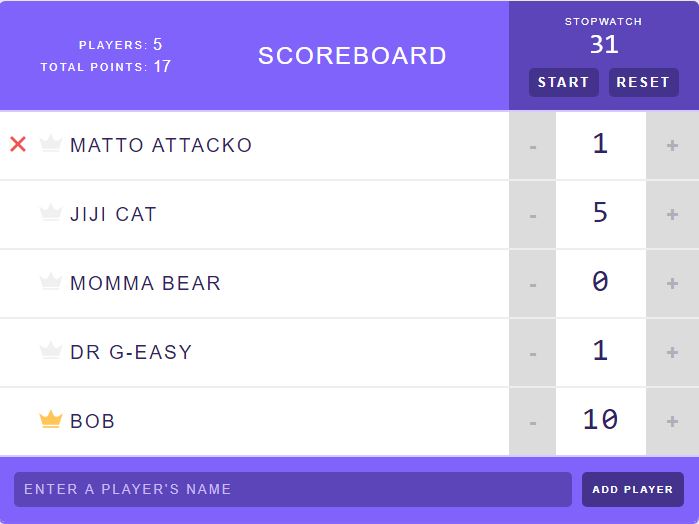 PLAYERS: 5
TOTAL POINTS: 17
SCOREBOARD
STOPWATCH
31
START RESET
MATTO ATTACKO - 1 +
JIJI CAT - 5 +
MOMMA BEAR - 0 +
DR G-EASY - 1 +
BOB - 10 +
ENTER A PLAYER'S NAME ADD PLAYER